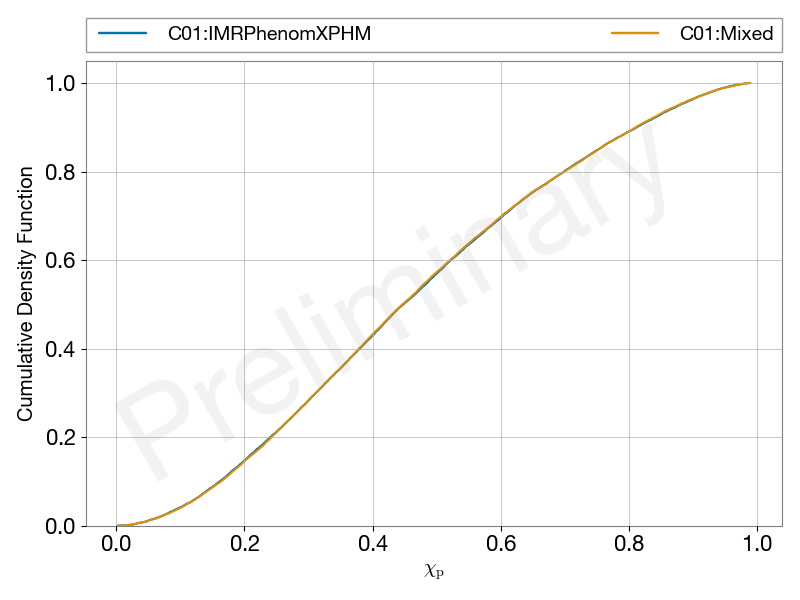 C01:IMRPhenomXPHM C01:Mixed
Cumulative Density Function
1.0
0.8
0.6
0.4
0.2
0.0
Preliminary
0.0 0.2 0.4 0.6 0.8 1.0
χp